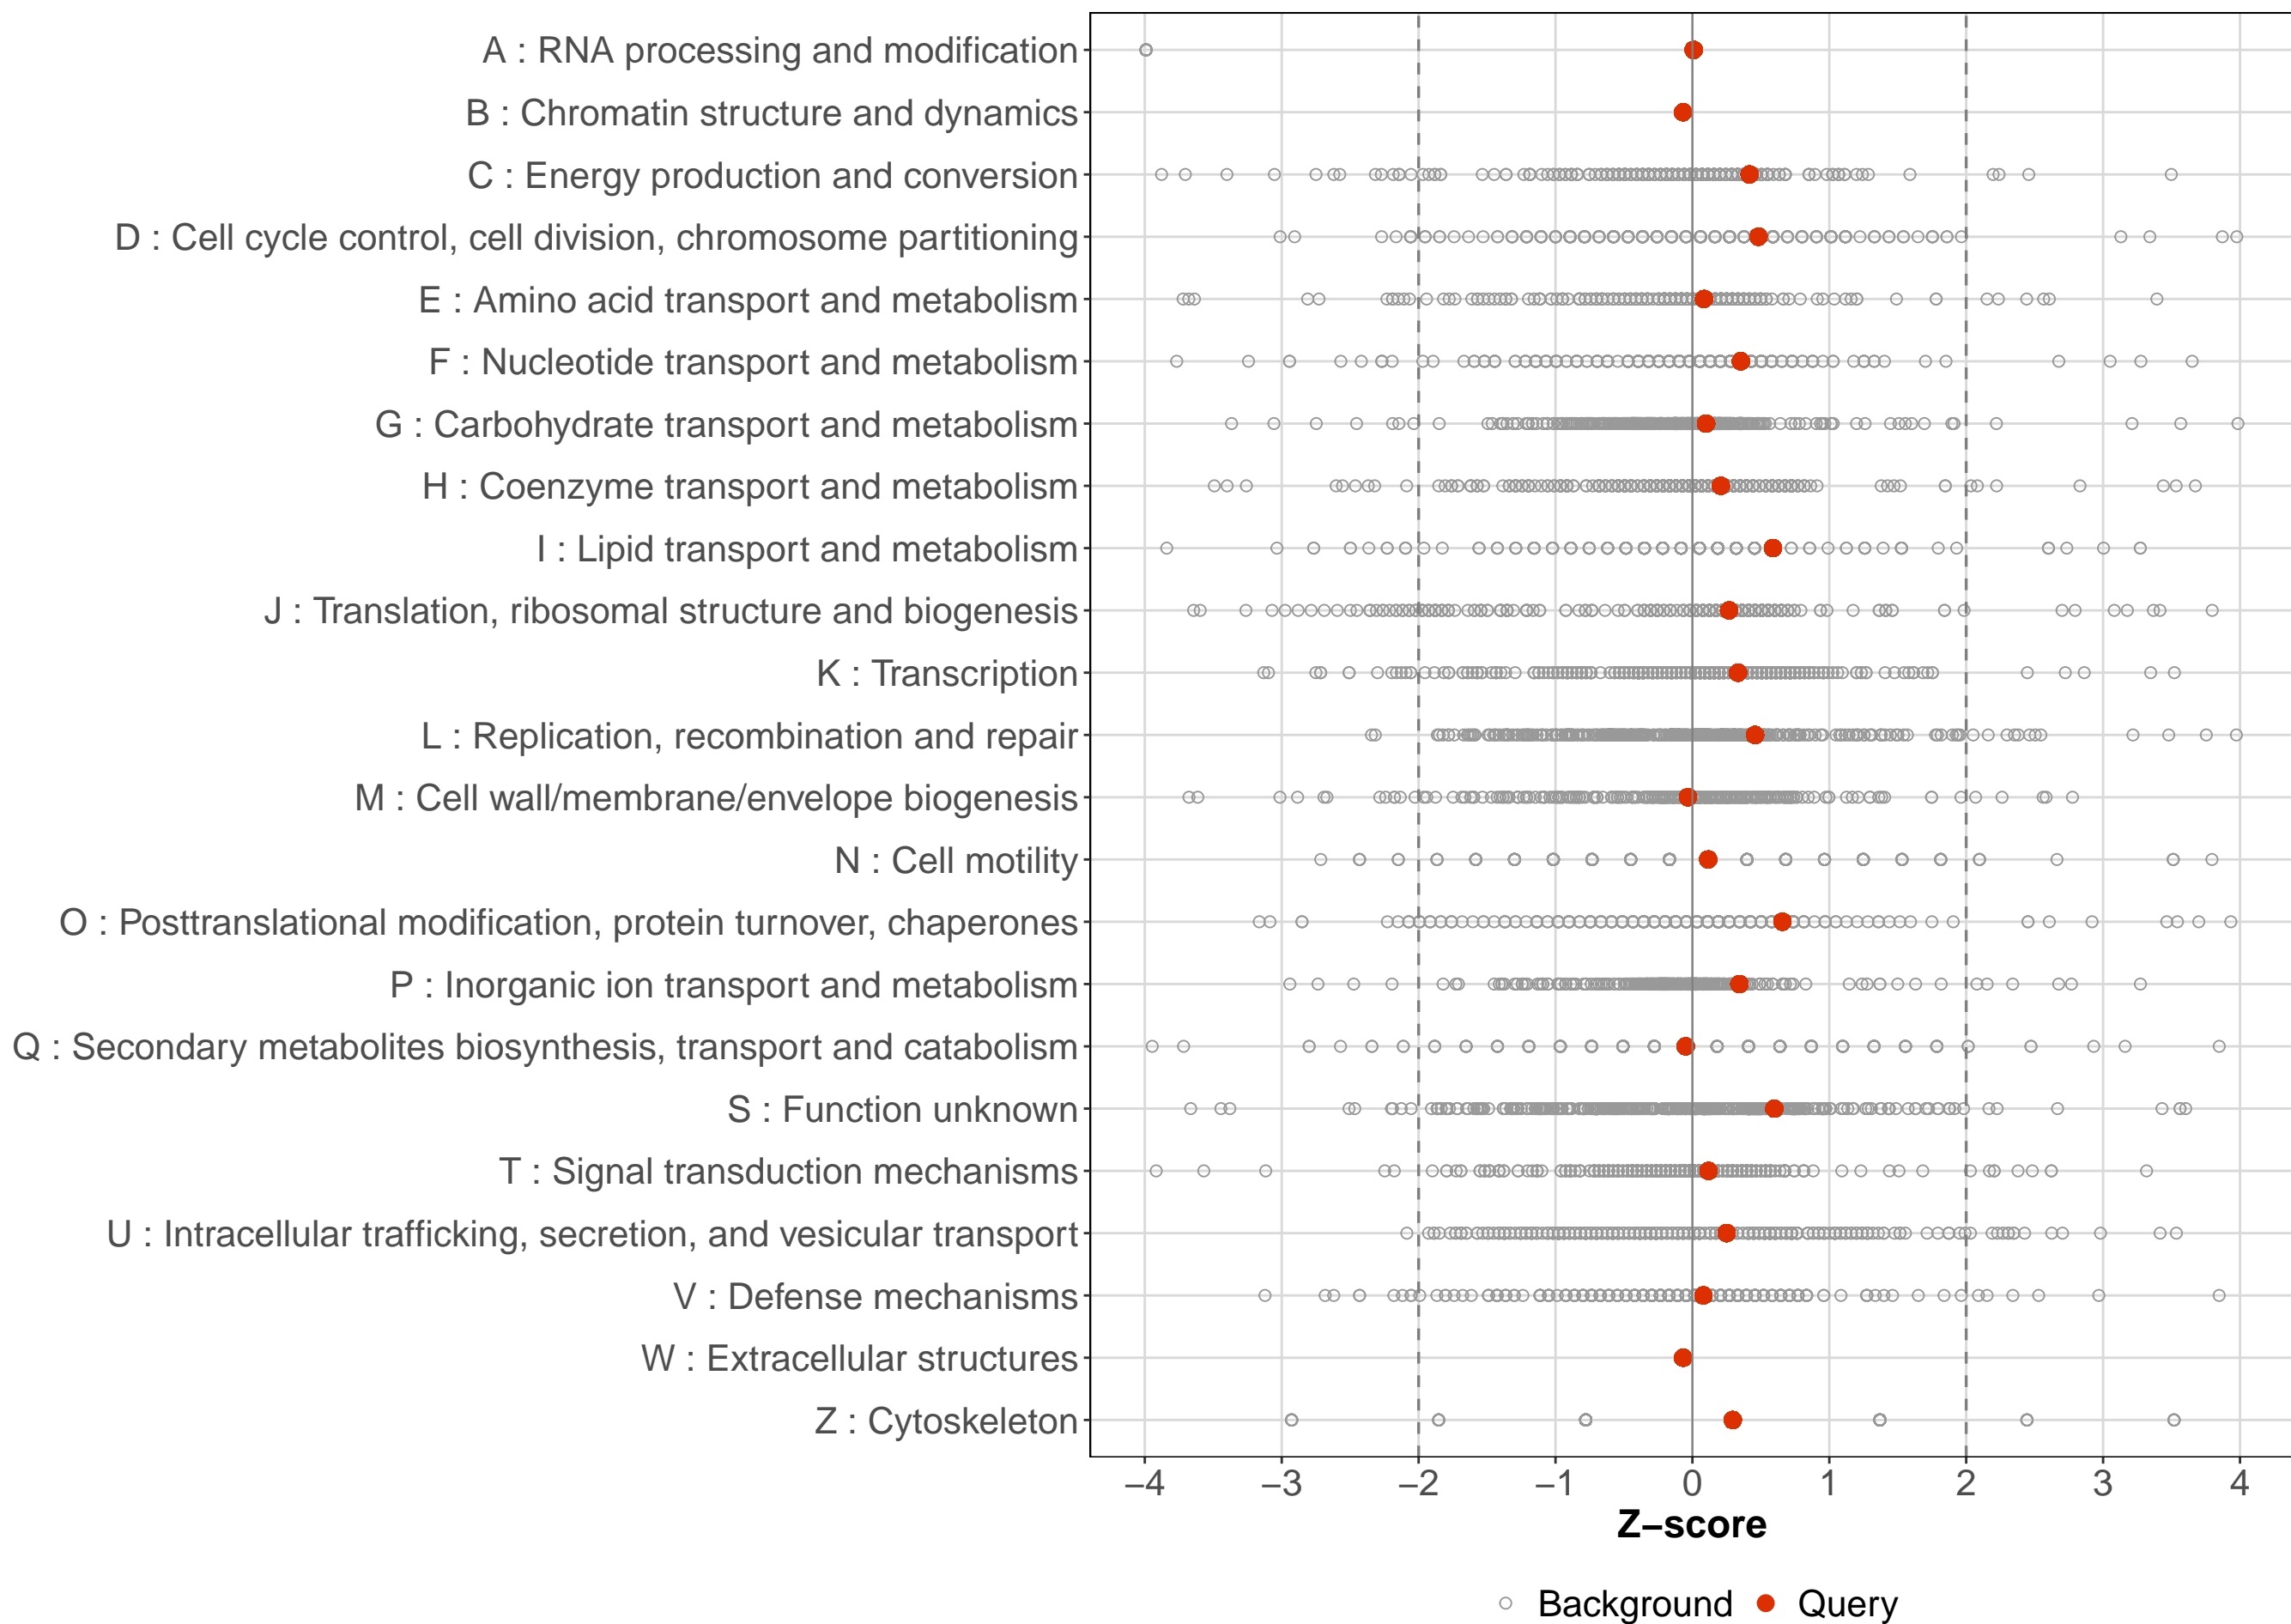 A : RNA processing and modification
B : Chromatin structure and dynamics
C : Energy production and conversion
D : Cell cycle control, cell division, chromosome partitioning
E : Amino acid transport and metabolism
F : Nucleotide transport and metabolism
G : Carbohydrate transport and metabolism
H : Coenzyme transport and metabolism
I : Lipid transport and metabolism
J : Translation, ribosomal structure and biogenesis
K : Transcription
L : Replication, recombination and repair
M : Cell wall/membrane/envelope biogenesis
N : Cell motility
O : Posttranslational modification, protein turnover, chaperones
P : Inorganic ion transport and metabolism
Q : Secondary metabolites biosynthesis, transport and catabolism
S : Function unknown
T : Signal transduction mechanisms
U : Intracellular trafficking, secretion, and vesicular transport
V : Defense mechanisms
W : Extracellular structures
Z : Cytoskeleton
−4 −3 −2 −1 0 1 2 3 4
Z−score
Background Query